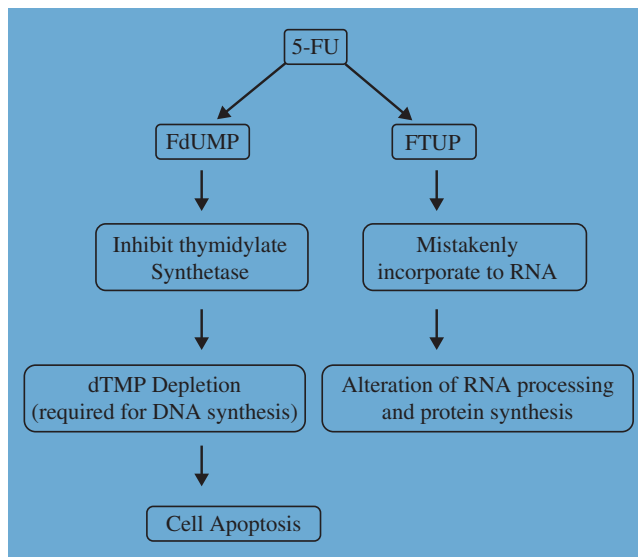 5-FU
FdUMP
FTUP
Inhibit thymidylate
Synthetase
Mistakenly
incorporate to RNA
dTMP Depletion
(required for DNA synthesis)
Alteration of RNA processing
and protein synthesis
Cell Apoptosis